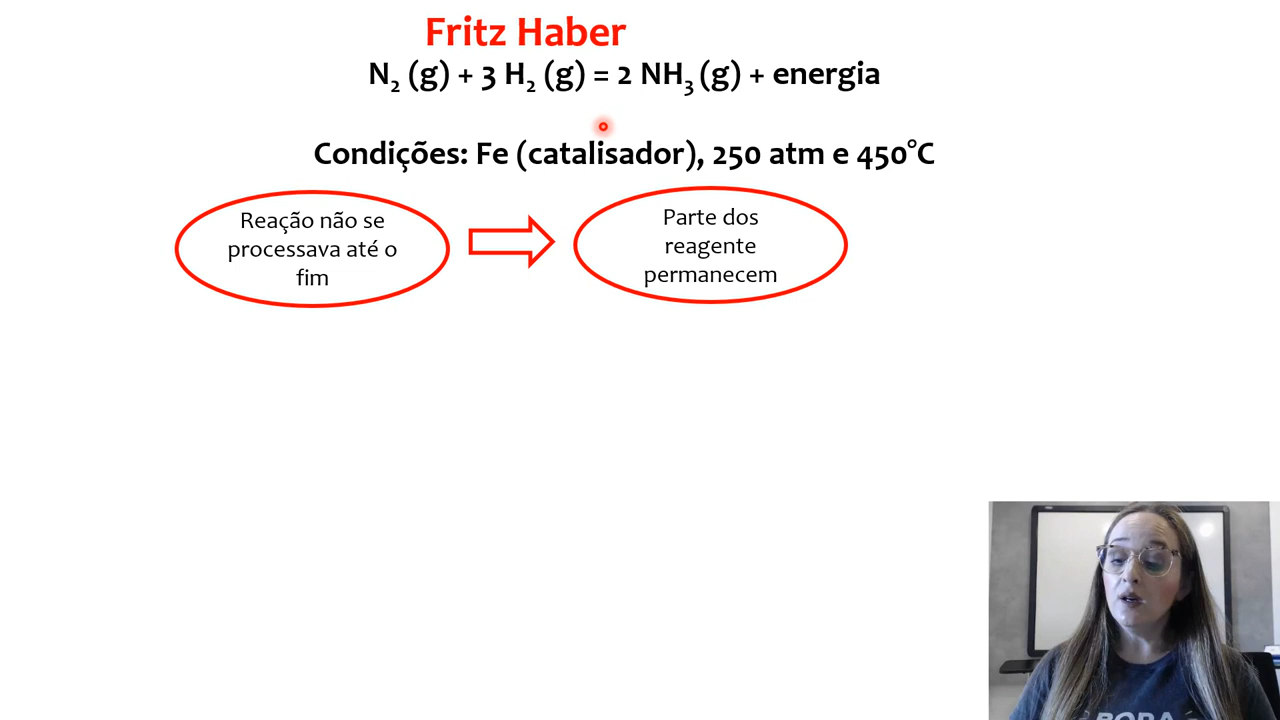 Fritz Haber
N₂ (g) + 3 H₂ (g) = 2 NH₃ (g) + energia
Condições: Fe (catalisador), 250 atm e 450°C
Reação não se
processava até o
fim
Parte dos
reagente
permanecem